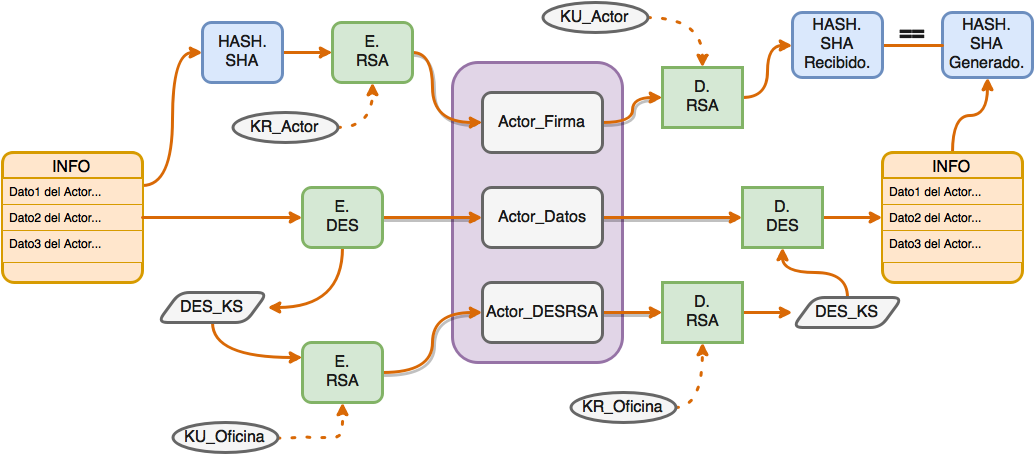 KU_Actor
HASH.
SHA
E.
RSA
HASH.
SHA
Recibido.
==
HASH.
SHA
Generado.
D.
RSA
KR_Actor
Actor_Firma
INFO
Dato1 del Actor...
Dato2 del Actor...
Dato3 del Actor...
E.
DES
Actor_Datos
D.
DES
INFO
Dato1 del Actor...
Dato2 del Actor...
Dato3 del Actor...
DES_KS
Actor_DESRSA
D.
RSA
DES_KS
E.
RSA
KU_Oficina
KR_Oficina